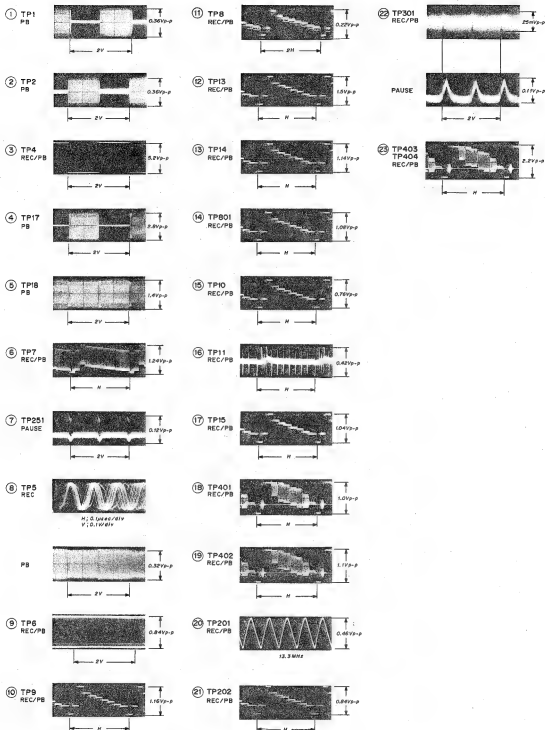 ① TP1
PB
0.36Vp-p
2V
② TP2
PB
0.36Vp-p
2V
③ TP4
REC/PB
5.2Vp-p
2V
④ TP17
PB
2V
⑤ TP18
PB
1.4Vp-p
2V
⑥ TP7
REC/PB
1.24Vp-p
H
⑦ TP251
PAUSE
0.12Vp-p
2V
⑧ TP5
REC
H ; 0.1μsec/div
V ; 0.1V/div
PB
0.32Vp-p
2V
⑨ TP6
REC/PB
0.84Vp-p
2V
⑩ TP9
REC/PB
1.16Vp-p
H
⑪ TP8
REC/PB
0.22Vp-p
2H
⑫ TP13
REC/PB
1.5Vp-p
H
⑬ TP14
REC/PB
1.14Vp-p
H
⑭ TP801
REC/PB
1.08Vp-p
H
⑮ TP10
REC/PB
0.76Vp-p
H
⑯ TP11
REC/PB
0.42Vp-p
H
⑰ TP15
REC/PB
1.04Vp-p
H
⑱ TP401
REC/PB
1.0Vp-p
H
⑲ TP402
REC/PB
1.1Vp-p
H
⑳ TP201
REC/PB
0.46Vp-p
13.3MHz
㉑ TP202
REC/PB
0.84Vp-p
H
㉒ TP301
REC/PB
25mVp-p
PAUSE
0.11Vp-p
2V
㉓ TP403
TP404
REC/PB
2.2Vp-p
H